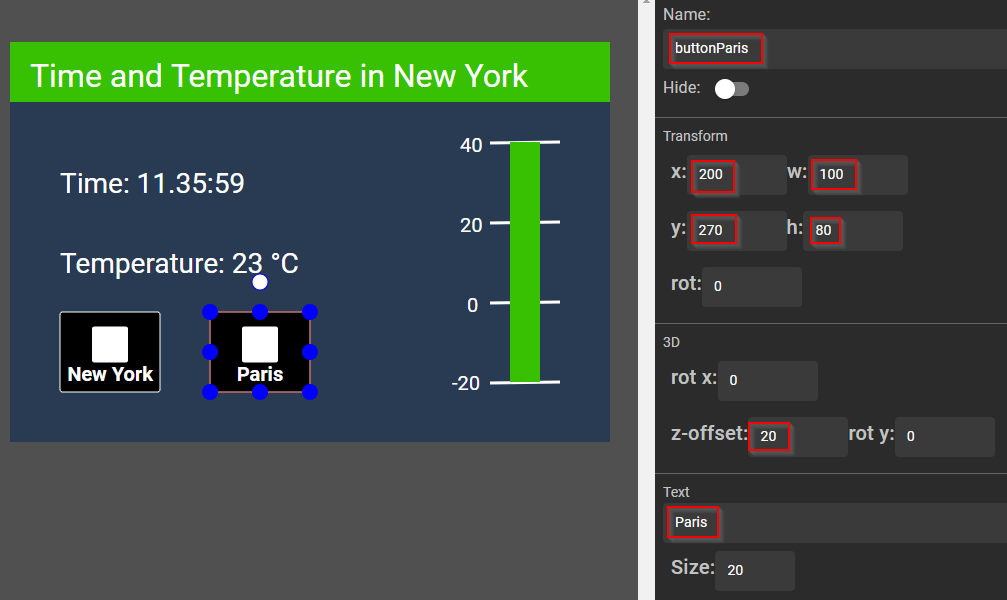 Time and Temperature in New York
Time: 11.35:59
Temperature: 23 °C
New York
Paris
40
20
0
-20
Name:
buttonParis
Hide:
Transform
x: 200 w: 100
y: 270 h: 80
rot: 0
3D
rot x: 0
z-offset: 20 rot y: 0
Text
Paris
Size: 20